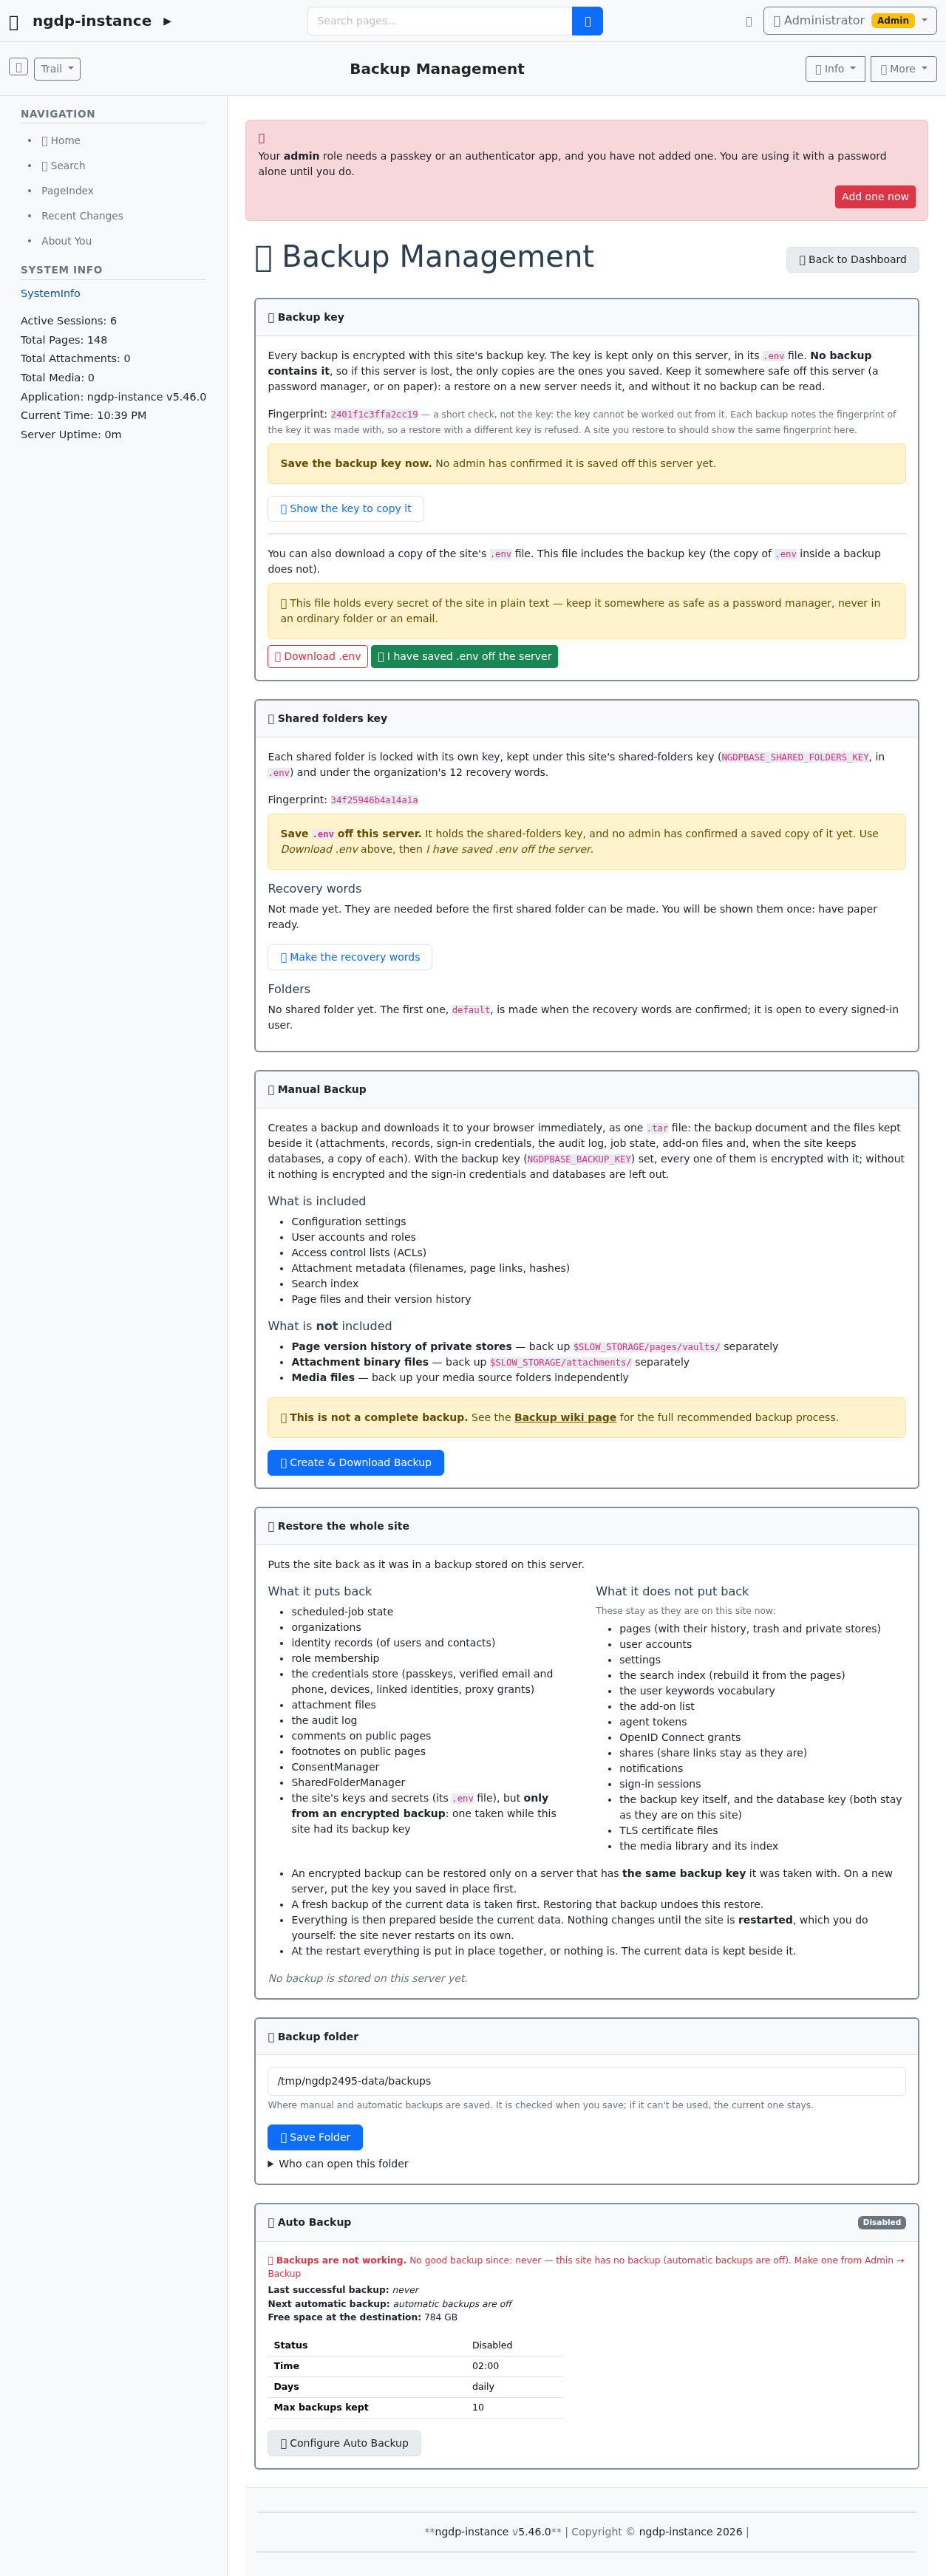 ngdp-instance ▶
Search pages...
Administrator Admin
Trail
Backup Management
Info
More
NAVIGATION
• Home
• Search
• PageIndex
• Recent Changes
• About You
SYSTEM INFO
SystemInfo
Active Sessions: 6
Total Pages: 148
Total Attachments: 0
Total Media: 0
Application: ngdp-instance v5.46.0
Current Time: 10:39 PM
Server Uptime: 0m
Your admin role needs a passkey or an authenticator app, and you have not added one. You are using it with a password
alone until you do.
Add one now
Backup Management
Back to Dashboard
Backup key
Every backup is encrypted with this site's backup key. The key is kept only on this server, in its .env file. No backup
contains it, so if this server is lost, the only copies are the ones you saved. Keep it somewhere safe off this server (a
password manager, or on paper): a restore on a new server needs it, and without it no backup can be read.
Fingerprint: 2401f1c3ffa2cc19 — a short check, not the key: the key cannot be worked out from it. Each backup notes the fingerprint of
the key it was made with, so a restore with a different key is refused. A site you restore to should show the same fingerprint here.
Save the backup key now. No admin has confirmed it is saved off this server yet.
Show the key to copy it
You can also download a copy of the site's .env file. This file includes the backup key (the copy of .env inside a backup
does not).
This file holds every secret of the site in plain text — keep it somewhere as safe as a password manager, never in
an ordinary folder or an email.
Download .env
I have saved .env off the server
Shared folders key
Each shared folder is locked with its own key, kept under this site's shared-folders key (NGDPBASE_SHARED_FOLDERS_KEY, in
.env) and under the organization's 12 recovery words.
Fingerprint: 34f25946b4a14a1a
Save .env off this server. It holds the shared-folders key, and no admin has confirmed a saved copy of it yet. Use
Download .env above, then I have saved .env off the server.
Recovery words
Not made yet. They are needed before the first shared folder can be made. You will be shown them once: have paper
ready.
Make the recovery words
Folders
No shared folder yet. The first one, default, is made when the recovery words are confirmed; it is open to every signed-in
user.
Manual Backup
Creates a backup and downloads it to your browser immediately, as one .tar file: the backup document and the files kept
beside it (attachments, records, sign-in credentials, the audit log, job state, add-on files and, when the site keeps
databases, a copy of each). With the backup key (NGDPBASE_BACKUP_KEY) set, every one of them is encrypted with it; without
it nothing is encrypted and the sign-in credentials and databases are left out.
What is included
• Configuration settings
• User accounts and roles
• Access control lists (ACLs)
• Attachment metadata (filenames, page links, hashes)
• Search index
• Page files and their version history
What is not included
• Page version history of private stores — back up $SLOW_STORAGE/pages/vaults/ separately
• Attachment binary files — back up $SLOW_STORAGE/attachments/ separately
• Media files — back up your media source folders independently
This is not a complete backup. See the Backup wiki page for the full recommended backup process.
Create & Download Backup
Restore the whole site
Puts the site back as it was in a backup stored on this server.
What it puts back
• scheduled-job state
• organizations
• identity records (of users and contacts)
• role membership
• the credentials store (passkeys, verified email and
phone, devices, linked identities, proxy grants)
• attachment files
• the audit log
• comments on public pages
• footnotes on public pages
• ConsentManager
• SharedFolderManager
• the site's keys and secrets (its .env file), but only
from an encrypted backup: one taken while this
site had its backup key
What it does not put back
These stay as they are on this site now:
• pages (with their history, trash and private stores)
• user accounts
• settings
• the search index (rebuild it from the pages)
• the user keywords vocabulary
• the add-on list
• agent tokens
• OpenID Connect grants
• shares (share links stay as they are)
• notifications
• sign-in sessions
• the backup key itself, and the database key (both stay
as they are on this site)
• TLS certificate files
• the media library and its index
• An encrypted backup can be restored only on a server that has the same backup key it was taken with. On a new
server, put the key you saved in place first.
• A fresh backup of the current data is taken first. Restoring that backup undoes this restore.
• Everything is then prepared beside the current data. Nothing changes until the site is restarted, which you do
yourself: the site never restarts on its own.
• At the restart everything is put in place together, or nothing is. The current data is kept beside it.
No backup is stored on this server yet.
Backup folder
/tmp/ngdp2495-data/backups
Where manual and automatic backups are saved. It is checked when you save; if it can't be used, the current one stays.
Save Folder
▶ Who can open this folder
Auto Backup
Disabled
Backups are not working. No good backup since: never — this site has no backup (automatic backups are off). Make one from Admin →
Backup
Last successful backup: never
Next automatic backup: automatic backups are off
Free space at the destination: 784 GB
Status Disabled
Time 02:00
Days daily
Max backups kept 10
Configure Auto Backup
**ngdp-instance v5.46.0** | Copyright © ngdp-instance 2026 |